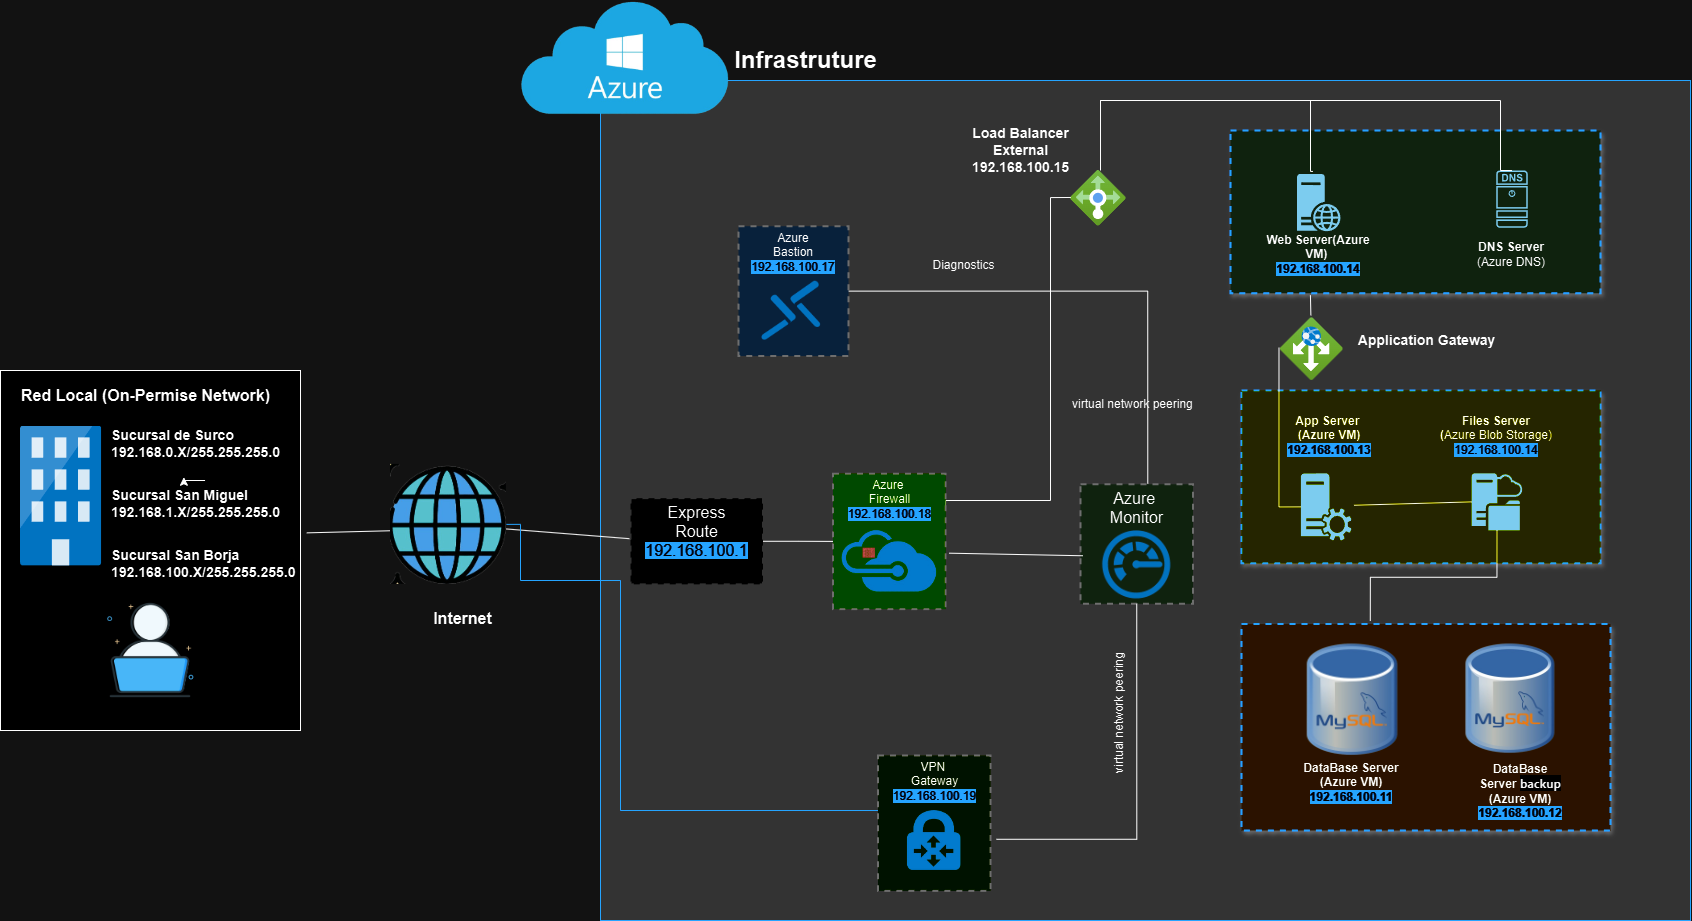 Azure
Infrastruture
Load Balancer
External
192.168.100.15
Azure
Bastion
192.168.100.17
Diagnostics
DNS
Web Server(Azure
VM)
192.168.100.14
DNS Server
(Azure DNS)
Application Gateway
Red Local (On-Permise Network)
Sucursal de Surco
192.168.0.X/255.255.255.0
Sucursal San Miguel
192.168.1.X/255.255.255.0
Sucursal San Borja
192.168.100.X/255.255.255.0
Internet
Express
Route
192.168.100.1
Azure
Firewall
192.168.100.18
virtual network peering
Azure
Monitor
App Server
(Azure VM)
192.168.100.13
Files Server
(Azure Blob Storage)
192.168.100.14
virtual network peering
VPN
Gateway
192.168.100.19
MySQL
DataBase Server
(Azure VM)
192.168.100.11
MySQL
DataBase
Server backup
(Azure VM)
192.168.100.12